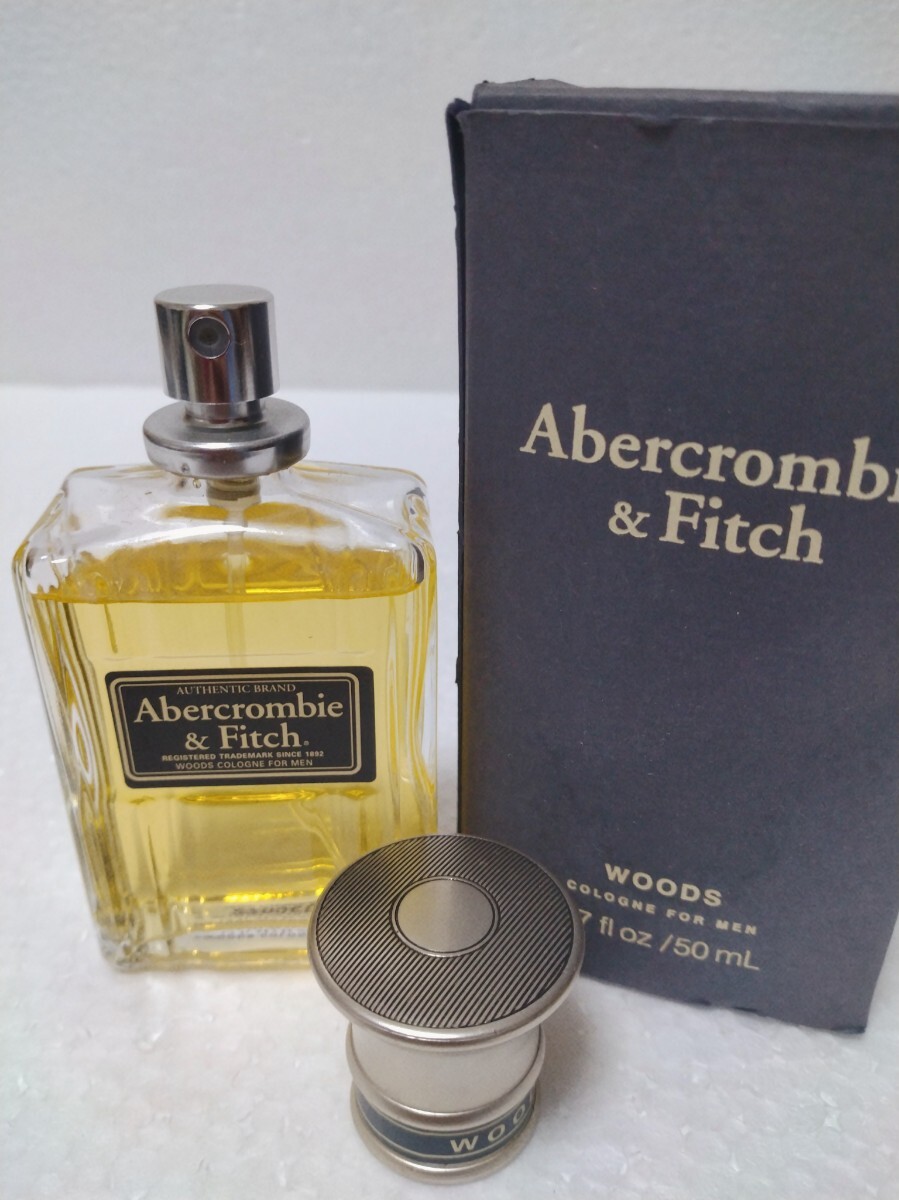 AUTHENTIC BRAND
Abercrombie
& Fitch®
REGISTERED TRADEMARK SINCE 1892
WOODS COLOGNE FOR MEN
Abercrombi
& Fitch
WOODS
COLOGNE FOR MEN
7 fl oz / 50 mL
WOO